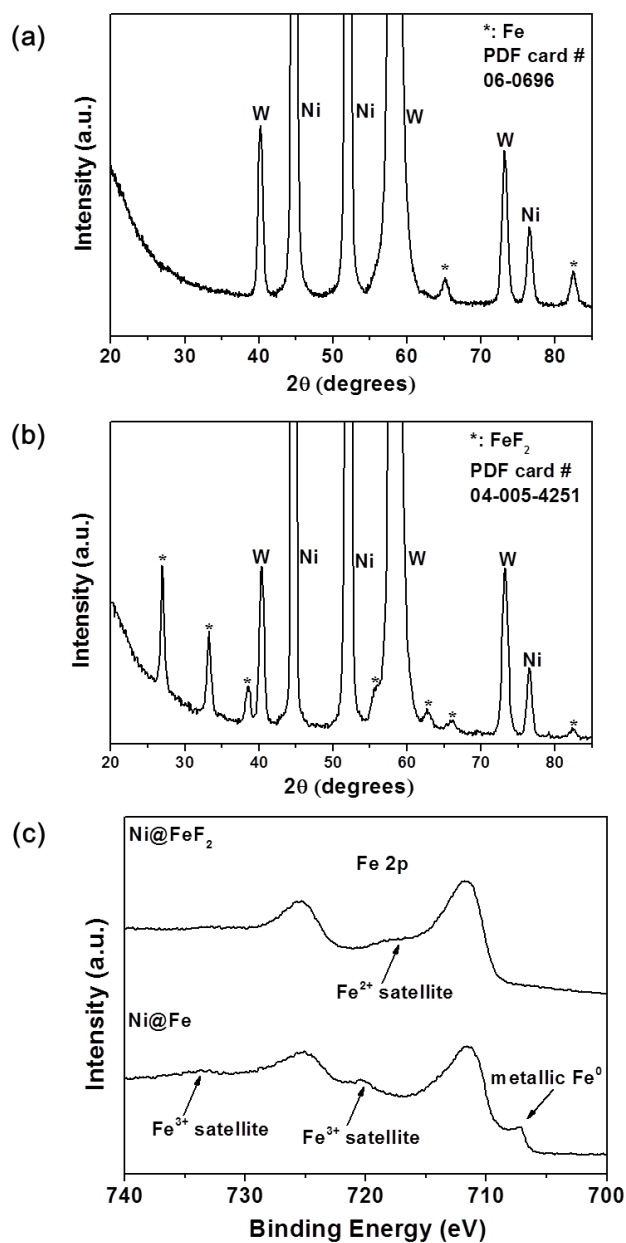 (a)
*: Fe
PDF card #
06-0696
W
Ni
Ni
W
W
Ni
*
*
Intensity (a.u.)
20 30 40 50 60 70 80
2θ (degrees)
(b)
*: FeF₂
PDF card #
04-005-4251
*
*
*
W
Ni
Ni
*
W
*
*
W
Ni
*
Intensity (a.u.)
20 30 40 50 60 70 80
2θ (degrees)
(c)
Ni@FeF₂
Fe 2p
Fe²⁺ satellite
Ni@Fe
metallic Fe⁰
Fe³⁺ satellite
Fe³⁺ satellite
Intensity (a.u.)
740 730 720 710 700
Binding Energy (eV)